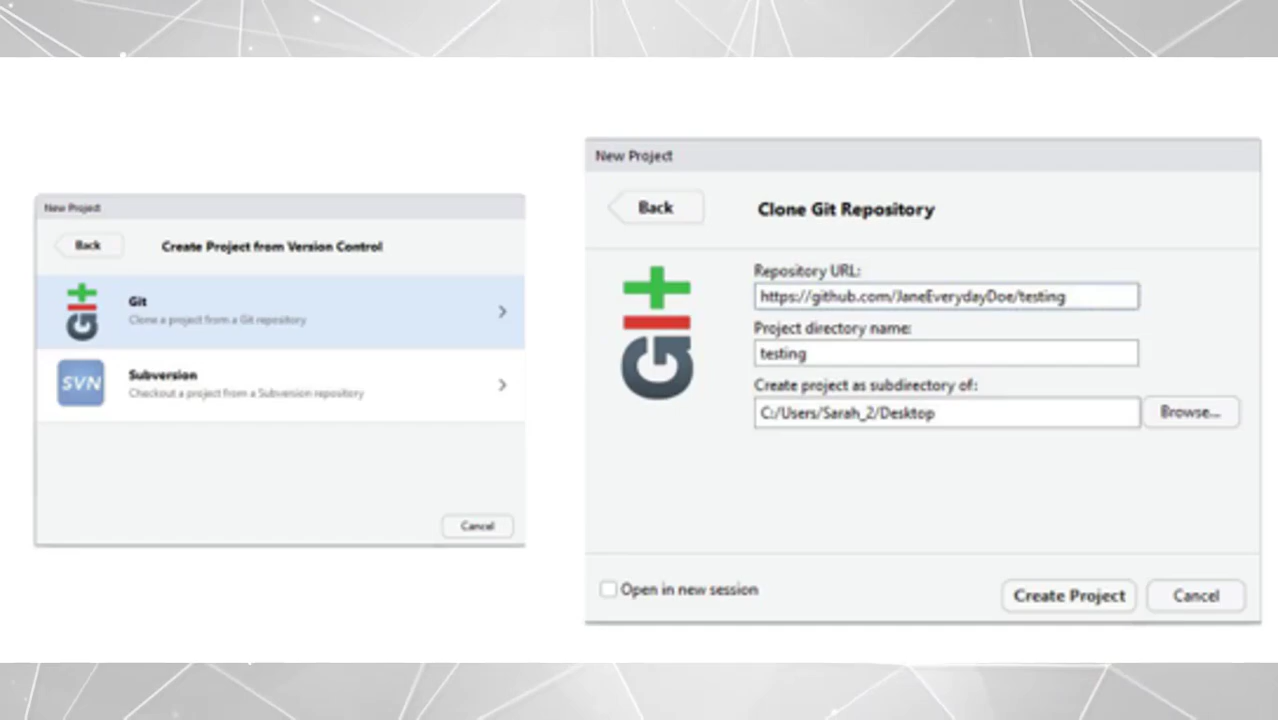 New Project
Back
Create Project from Version Control
Git
Git
Clone a project from a Git repository
SVN
Subversion
Checkout a project from a Subversion repository
Cancel
New Project
Back
Clone Git Repository
Git
Repository URL:
https://github.com/JaneEverydayDoe/testing
Project directory name:
testing
Create project as subdirectory of:
C:/Users/Sarah_2/Desktop
Browse...
Open in new session
Create Project
Cancel